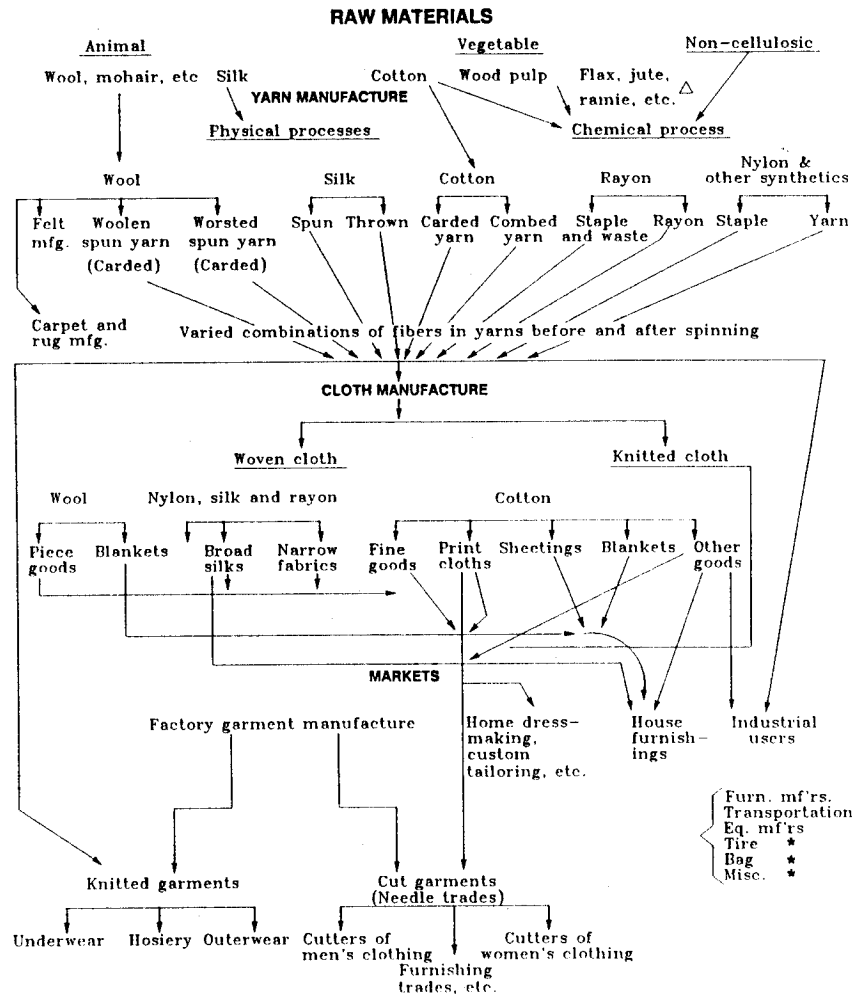 RAW MATERIALS
Animal
Vegetable
Non-cellulosic
Wool, mohair, etc
Silk
Cotton
Wood pulp
Flax, jute,
ramie, etc. △
YARN MANUFACTURE
Physical processes
Chemical process
Wool
Silk
Cotton
Rayon
Nylon &
other synthetics
Felt
mfg.
Woolen
spun yarn
(Carded)
Worsted
spun yarn
(Carded)
Spun
Thrown
Carded
yarn
Combed
yarn
Staple
and waste
Rayon
Staple
Yarn
Carpet and
rug mfg.
Varied combinations of fibers in yarns before and after spinning
CLOTH MANUFACTURE
Woven cloth
Knitted cloth
Wool
Nylon, silk and rayon
Cotton
Piece
goods
Blankets
Broad
silks
Narrow
fabrics
Fine
goods
Print
cloths
Sheetings
Blankets
Other
goods
MARKETS
Factory garment manufacture
Home dress-
making,
custom
tailoring, etc.
House
furnish-
ings
Industrial
users
Furn. mf'rs.
Transportation
Eq. mf'rs
Tire *
Bag *
Misc. *
Knitted garments
Cut garments
(Needle trades)
Underwear
Hosiery
Outerwear
Cutters of
men's clothing
Furnishing
trades, etc.
Cutters of
women's clothing